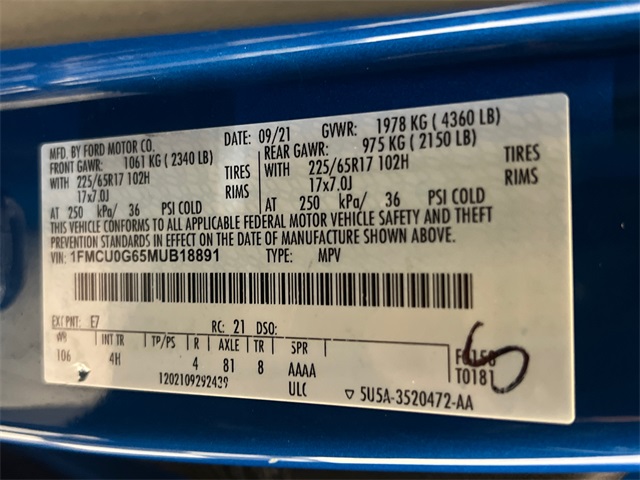 MFD. BY FORD MOTOR CO. DATE: 09/21 GVWR: 1978 KG ( 4360 LB)
FRONT GAWR: 1061 KG ( 2340 LB) REAR GAWR: 975 KG ( 2150 LB)
WITH 225/65R17 102H TIRES WITH 225/65R17 102H TIRES
17x7.0J RIMS 17x7.0J RIMS
AT 250 kPa/ 36 PSI COLD AT 250 kPa/ 36 PSI COLD
THIS VEHICLE CONFORMS TO ALL APPLICABLE FEDERAL MOTOR VEHICLE SAFETY AND THEFT
PREVENTION STANDARDS IN EFFECT ON THE DATE OF MANUFACTURE SHOWN ABOVE.
VIN: 1FMCU0G65MUB18891 TYPE: MPV
EXT PNT: E7 RC: 21 DSO:
WB INT TR TP/PS R AXLE TR SPR
106 4H 4 81 8 AAAA
1202109292439 ULC
T0181
▽ 5U5A-3520472-AA